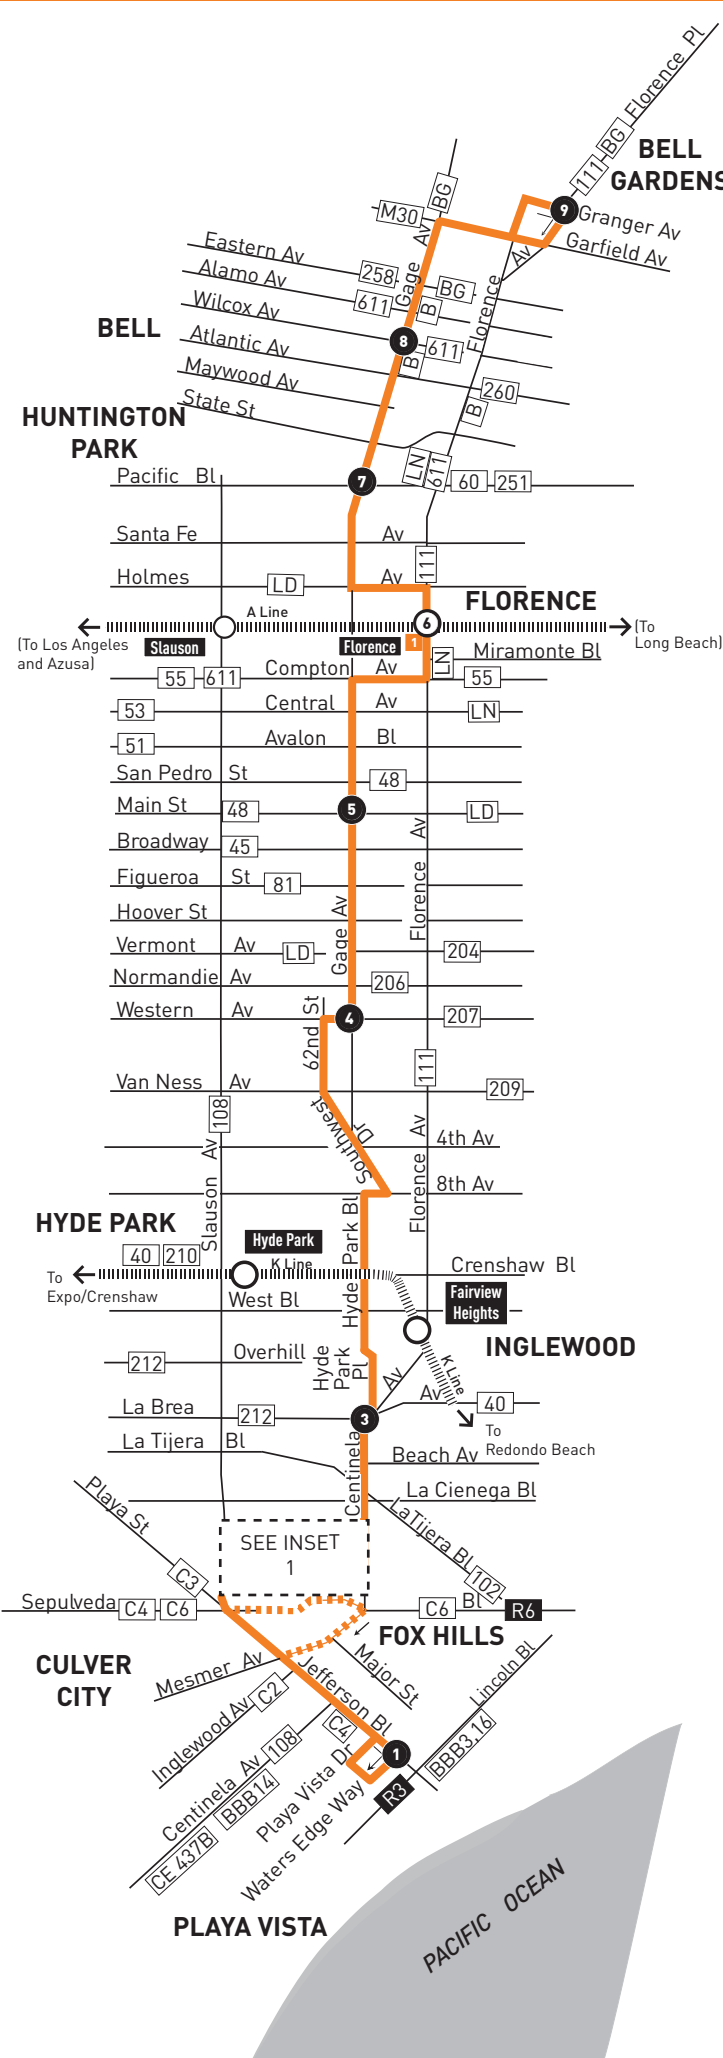 Florence Pl
111
BG
BELL
GARDENS
BG
M30
9
Granger Av
Garfield Av
Av
Gage
Av
Florence
Eastern Av
258
BG
Alamo Av
611
B
Wilcox Av
BELL
8
611
Atlantic Av
B
Maywood Av
260
State St
B
HUNTINGTON
PARK
LN
611
Pacific Bl
7
60
251
Santa Fe Av
111
Holmes
LD
Av
FLORENCE
A Line
6
(To Los Angeles
and Azusa)
Slauson
Florence
1
(To
Long Beach)
LN
Miramonte Bl
55
611
Compton Av
55
53
Central Av
LN
51
Avalon Bl
San Pedro St
48
Main St
48
5
LD
Broadway
45
Florence Av
Figueroa St
81
Hoover St
Gage Av
Vermont Av
LD
204
Normandie Av
206
Western Av
4
207
62nd St
111
Van Ness Av
209
108
Southwest
Dr
4th Av
Slauson Av
Florence Av
8th Av
HYDE PARK
Hyde Park Bl
Hyde Park
40
210
K Line
Crenshaw Bl
To
Expo/Crenshaw
West Bl
Fairview
Heights
INGLEWOOD
212
Overhill
Hyde
Park
Pl
K Line
Av
La Brea
212
3
Av
40
To
Redondo Beach
La Tijera Bl
Centinela
Beach Av
La Cienega Bl
Playa St
SEE INSET
1
LaTijera Bl
102
C3
Sepulveda
C4
C6
C6
Bl
R6
FOX HILLS
CULVER
CITY
Mesmer Av
Major St
Lincoln Bl
Inglewood Av
C2
Jefferson Bl
C4
Centinela Av
108
1
BBB3,16
BBB14
CE 437B
Playa Vista Dr
R3
Waters Edge Way
PLAYA VISTA
PACIFIC OCEAN